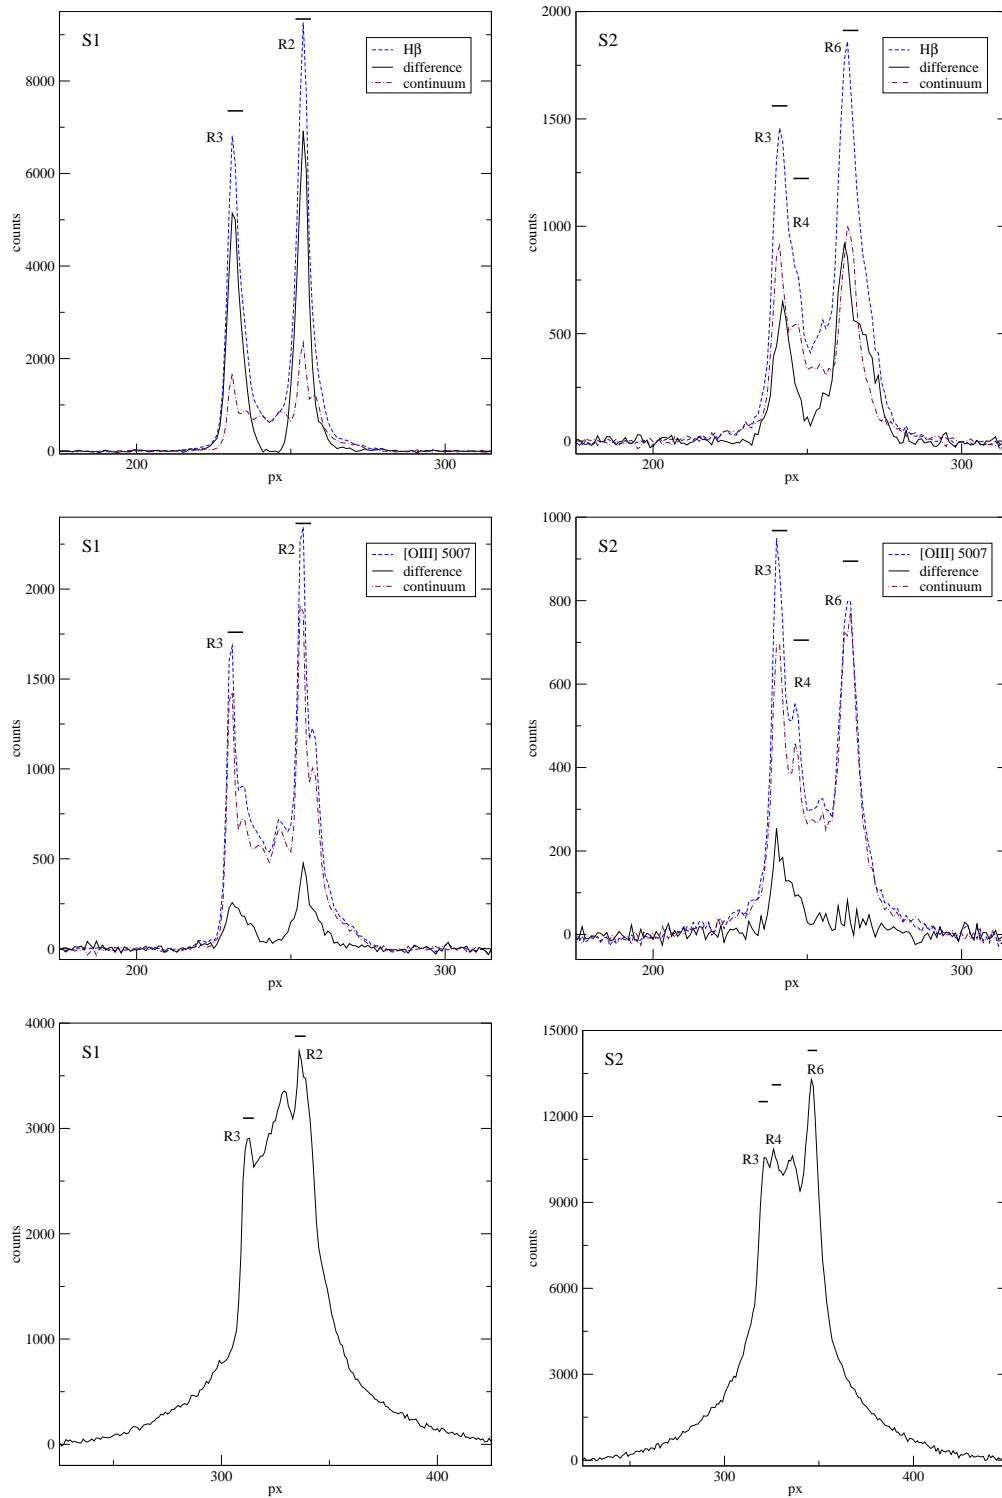 S1
R2
R3
Hβ
difference
continuum
8000
6000
4000
2000
0
counts
200
300
px
S2
R6
R3
R4
Hβ
difference
continuum
2000
1500
1000
500
0
counts
200
300
px
S1
R2
R3
[OIII] 5007
difference
continuum
2000
1500
1000
500
0
counts
200
300
px
S2
R3
R6
R4
[OIII] 5007
difference
continuum
1000
800
600
400
200
0
counts
200
300
px
S1
R2
R3
4000
3000
2000
1000
0
counts
300
400
px
S2
R6
R4
R3
15000
12000
9000
6000
3000
0
counts
300
400
px